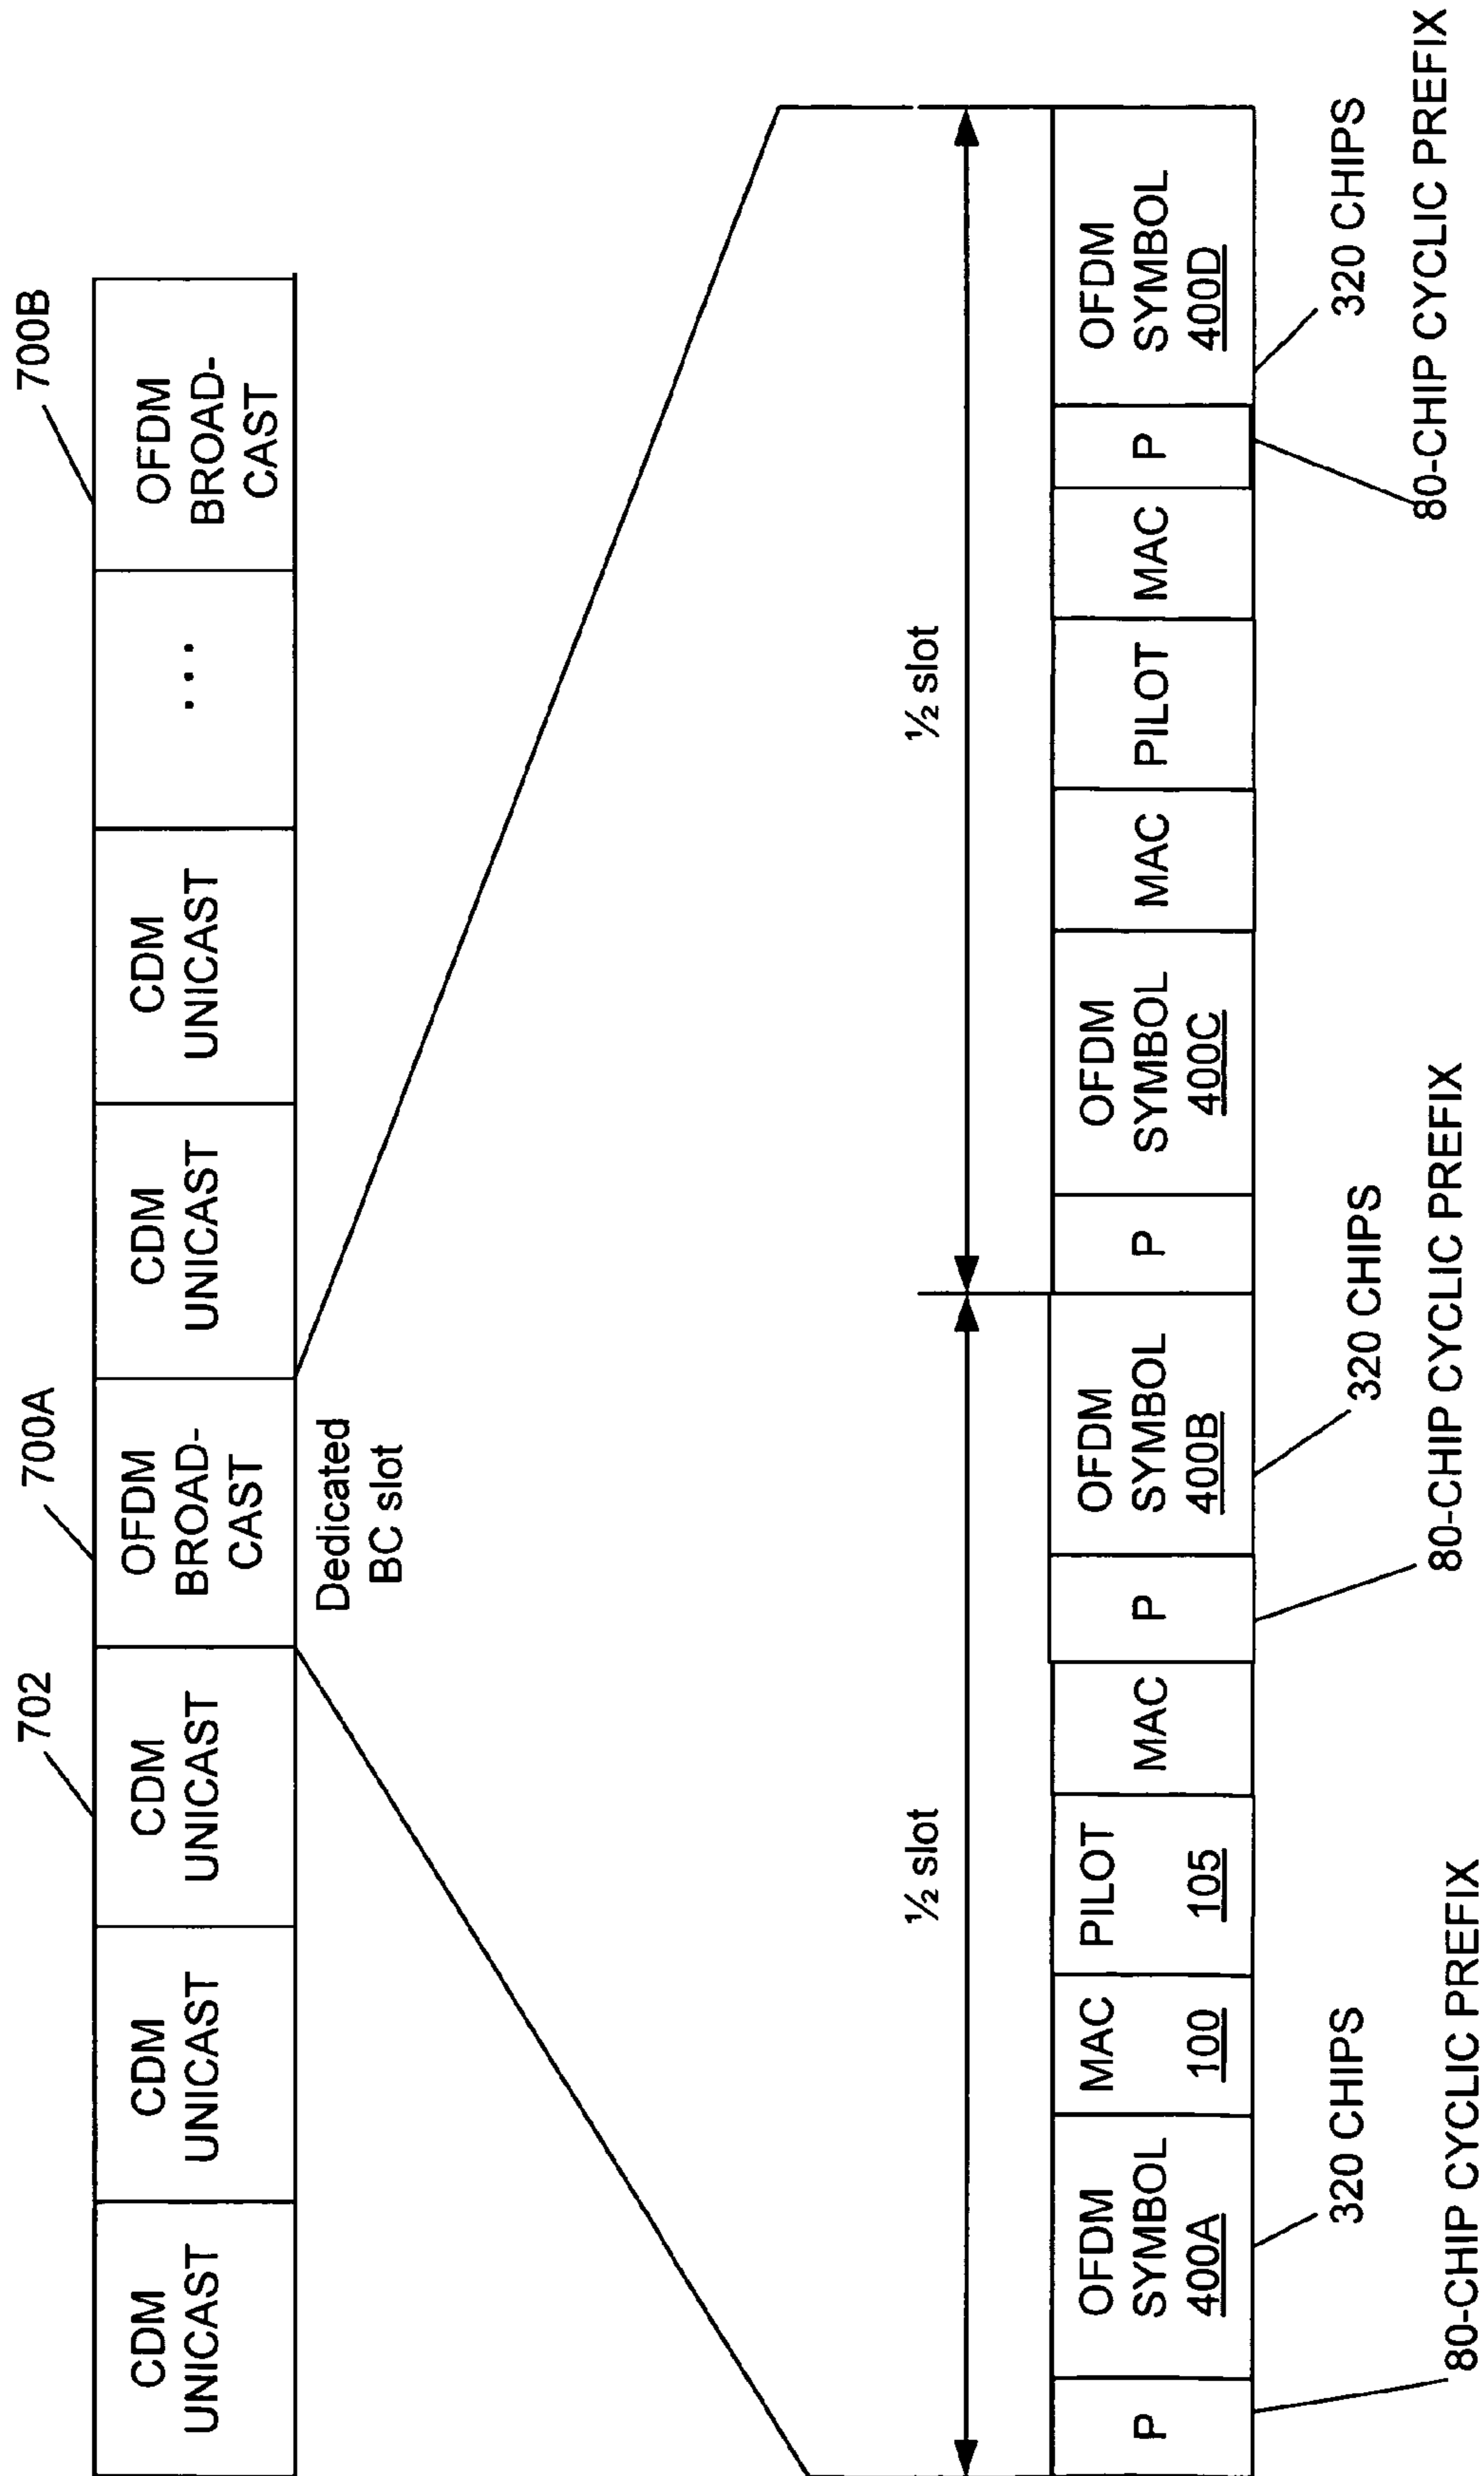 702
700A
700B
CDM
UNICAST
CDM
UNICAST
CDM
UNICAST
OFDM
BROAD-
CAST
CDM
UNICAST
CDM
UNICAST
...
OFDM
BROAD-
CAST
Dedicated
BC slot
½ slot
½ slot
P
OFDM
SYMBOL
400A
MAC
100
PILOT
105
MAC
P
OFDM
SYMBOL
400B
P
OFDM
SYMBOL
400C
MAC
PILOT
MAC
P
OFDM
SYMBOL
400D
320 CHIPS
320 CHIPS
320 CHIPS
80-CHIP CYCLIC PREFIX
80-CHIP CYCLIC PREFIX
80-CHIP CYCLIC PREFIX